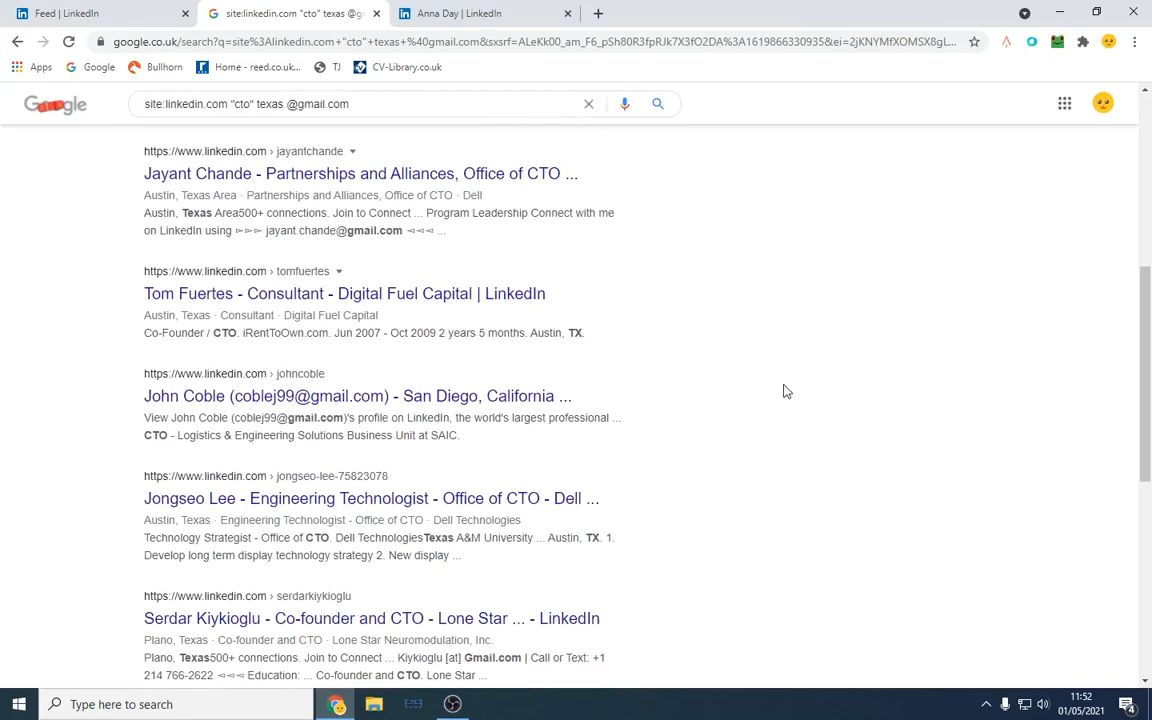 Feed | LinkedIn
site:linkedin.com "cto" texas @g
Anna Day | LinkedIn
google.co.uk/search?q=site%3Alinkedin.com+"cto"+texas+%40gmail.com&sxsrf=ALeKk00_am_F6_pSh80R3fpRJk7X3fO2DA%3A1619866330935&ei=2jKNYMfXOMSX8gL...
Apps
Google
Bullhorn
Home - reed.co.uk...
TJ
CV-Library.co.uk
site:linkedin.com "cto" texas @gmail.com
https://www.linkedin.com › jayantchande
Jayant Chande - Partnerships and Alliances, Office of CTO ...
Austin, Texas Area · Partnerships and Alliances, Office of CTO · Dell
Austin, Texas Area500+ connections. Join to Connect ... Program Leadership Connect with me
on LinkedIn using ▻▻▻ jayant.chande@gmail.com ◅◅◅ ...
https://www.linkedin.com › tomfuertes
Tom Fuertes - Consultant - Digital Fuel Capital | LinkedIn
Austin, Texas · Consultant · Digital Fuel Capital
Co-Founder / CTO. iRentToOwn.com. Jun 2007 - Oct 2009 2 years 5 months. Austin, TX.
https://www.linkedin.com › johncoble
John Coble (coblej99@gmail.com) - San Diego, California ...
View John Coble (coblej99@gmail.com)'s profile on LinkedIn, the world's largest professional ...
CTO - Logistics & Engineering Solutions Business Unit at SAIC.
https://www.linkedin.com › jongseo-lee-75823078
Jongseo Lee - Engineering Technologist - Office of CTO - Dell ...
Austin, Texas · Engineering Technologist - Office of CTO · Dell Technologies
Technology Strategist - Office of CTO. Dell TechnologiesTexas A&M University ... Austin, TX. 1.
Develop long term display technology strategy 2. New display ...
https://www.linkedin.com › serdarkiykioglu
Serdar Kiykioglu - Co-founder and CTO - Lone Star ... - LinkedIn
Plano, Texas · Co-founder and CTO · Lone Star Neuromodulation, Inc.
Plano, Texas500+ connections. Join to Connect ... Kiykioglu [at] Gmail.com | Call or Text: +1
214 766-2622 ◅◅◅ Education: ... Co-founder and CTO. Lone Star ...
Type here to search
11:52
01/05/2021
4